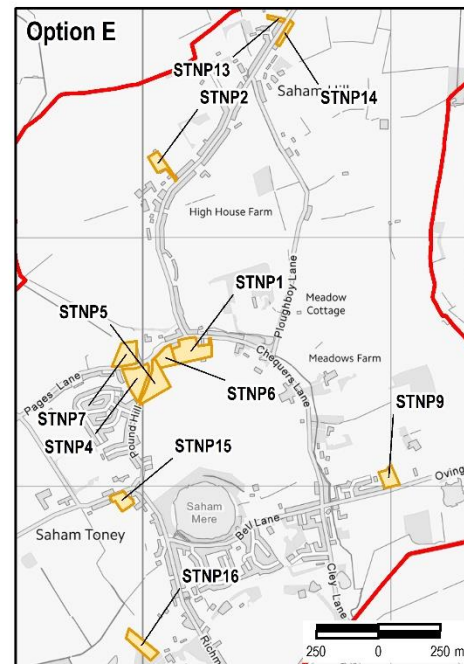 Option E
STNP13
STNP2
Saham
STNP14
High House Farm
Ploughboy Lane
STNP1
Meadow
Cottage
STNP5
Chequers Lane
Meadows Farm
STNP6
Pages Lane
STNP7
STNP9
STNP4
Pound Hill
STNP15
Saham
Mere
Bell Lane
Saham Toney
Cley Lane
STNP16
250 0 250 m